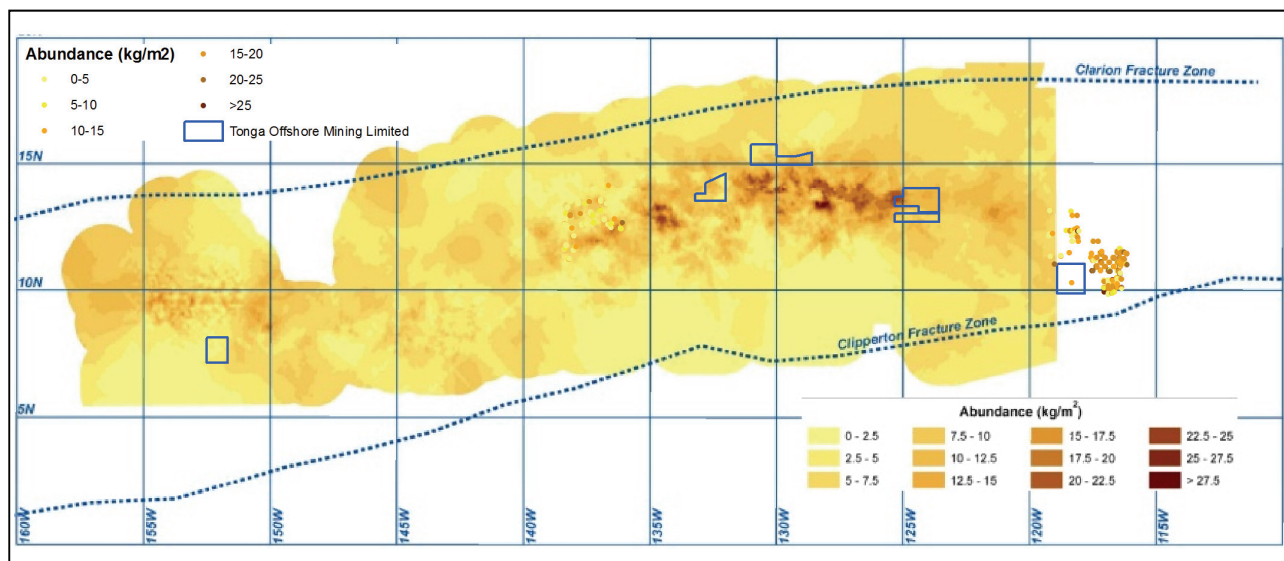 Abundance (kg/m2)
0-5
5-10
10-15
15-20
20-25
>25
Tonga Offshore Mining Limited
Clarion Fracture Zone
15N
10N
5N
Clipperton Fracture Zone
Abundance (kg/m²)
0 - 2.5
2.5 - 5
5 - 7.5
7.5 - 10
10 - 12.5
12.5 - 15
15 - 17.5
17.5 - 20
20 - 22.5
22.5 - 25
25 - 27.5
> 27.5
160W
155W
150W
145W
140W
135W
130W
125W
120W
115W